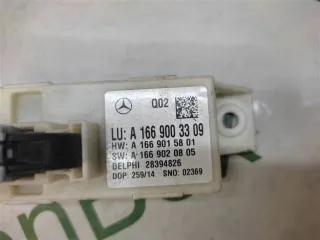 Q02
LU: A 166 900 33 09
HW: A 166 901 58 01
SW: A 166 902 08 05
DELPHI 28394826
DOP: 259/14 SNO: 02369